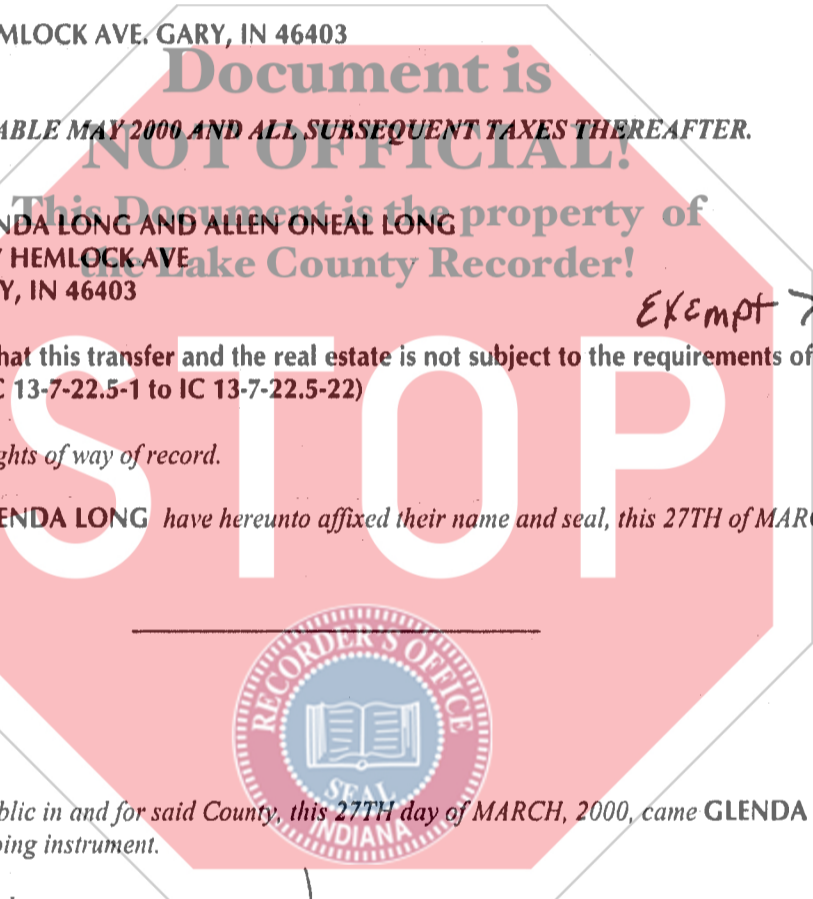 MLOCK AVE. GARY, IN 46403
Document is
ABLE MAY 2000 AND ALL SUBSEQUENT TAXES THEREAFTER.
NOT OFFICIAL!
This Document is the property of
NDA LONG AND ALLEN ONEAL LONG
HEMLOCK AVE
the Lake County Recorder!
Y, IN 46403
Exempt
hat this transfer and the real estate is not subject to the requirements of
C 13-7-22.5-1 to IC 13-7-22.5-22)
STOP
ghts of way of record.
ENDA LONG have hereunto affixed their name and seal, this 27TH of MARC
RECORDER'S OFFICE
SEAL
INDIANA
blic in and for said County, this 27TH day of MARCH, 2000, came GLENDA
oing instrument.